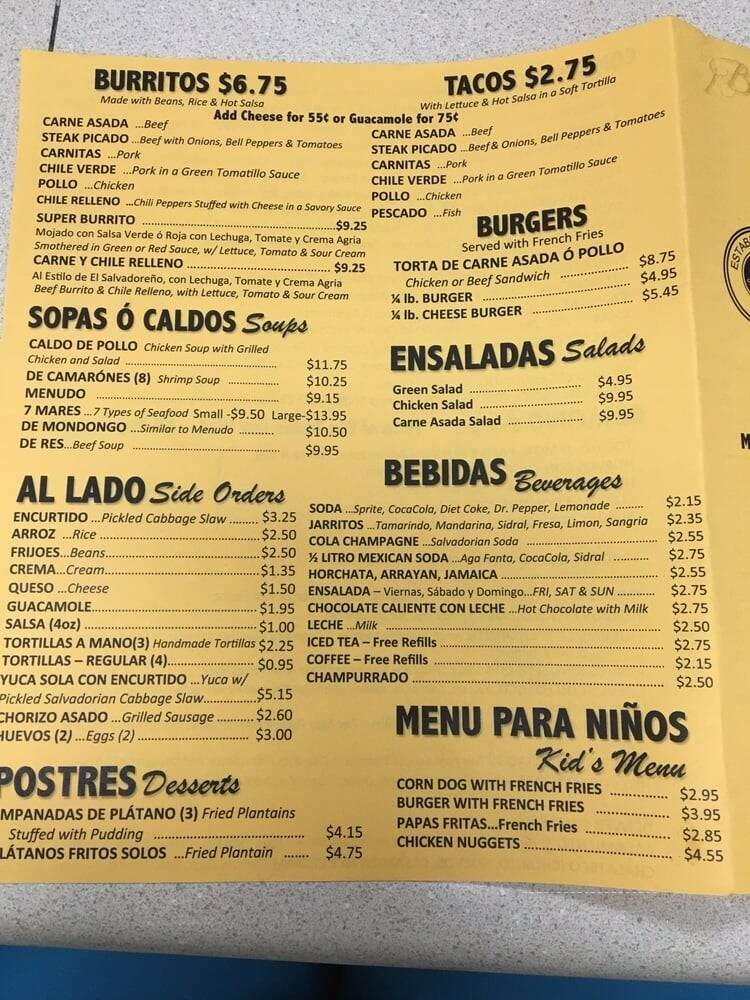 BURRITOS $6.75
Made with Beans, Rice & Hot Salsa
TACOS $2.75
With Lettuce & Hot Salsa in a Soft Tortilla
Add Cheese for 55¢ or Guacamole for 75¢
CARNE ASADA ...Beef
STEAK PICADO ...Beef with Onions, Bell Peppers & Tomatoes
CARNITAS ...Pork
CHILE VERDE ...Pork in a Green Tomatillo Sauce
POLLO ...Chicken
CHILE RELLENO ...Chili Peppers Stuffed with Cheese in a Savory Sauce
SUPER BURRITO ........ $9.25
Mojado con Salsa Verde ó Roja con Lechuga, Tomate y Crema Agria
Smothered in Green or Red Sauce, w/ Lettuce, Tomato & Sour Cream
CARNE Y CHILE RELLENO ........ $9.25
Al Estilo de El Salvadoreño, con Lechuga, Tomate y Crema Agria
Beef Burrito & Chile Relleno, with Lettuce, Tomato & Sour Cream
CARNE ASADA ...Beef
STEAK PICADO ...Beef & Onions, Bell Peppers & Tomatoes
CARNITAS ...Pork
CHILE VERDE ...Pork in a Green Tomatillo Sauce
POLLO ...Chicken
PESCADO ...Fish
BURGERS
Served with French Fries
TORTA DE CARNE ASADA Ó POLLO
Chicken or Beef Sandwich ........ $8.75
¼ lb. BURGER ........ $4.95
¼ lb. CHEESE BURGER ........ $5.45
SOPAS Ó CALDOS Soups
CALDO DE POLLO Chicken Soup with Grilled
Chicken and Salad ........ $11.75
DE CAMARÓNES (8) Shrimp Soup ........ $10.25
MENUDO ........ $9.15
7 MARES ...7 Types of Seafood Small -$9.50 Large-$13.95
DE MONDONGO ...Similar to Menudo ........ $10.50
DE RES...Beef Soup ........ $9.95
ENSALADAS Salads
Green Salad ........ $4.95
Chicken Salad ........ $9.95
Carne Asada Salad ........ $9.95
AL LADO Side Orders
ENCURTIDO ...Pickled Cabbage Slaw ........ $3.25
ARROZ ...Rice ........ $2.50
FRIJOES...Beans ........ $2.50
CREMA...Cream ........ $1.35
QUESO ...Cheese $1.50
GUACAMOLE ........ $1.95
SALSA (4oz) ........ $1.00
TORTILLAS A MANO(3) Handmade Tortillas $2.25
TORTILLAS – REGULAR (4) ........ $0.95
YUCA SOLA CON ENCURTIDO ...Yuca w/
Pickled Salvadorian Cabbage Slaw ........ $5.15
CHORIZO ASADO ...Grilled Sausage ........ $2.60
HUEVOS (2) ...Eggs (2) ........ $3.00
BEBIDAS Beverages
SODA ...Sprite, CocaCola, Diet Coke, Dr. Pepper, Lemonade ........ $2.15
JARRITOS ...Tamarindo, Mandarina, Sidral, Fresa, Limon, Sangria $2.35
COLA CHAMPAGNE ...Salvadorian Soda ........ $2.55
½ LITRO MEXICAN SODA ...Aga Fanta, CocaCola, Sidral ........ $2.75
HORCHATA, ARRAYAN, JAMAICA ........ $2.55
ENSALADA – Viernes, Sábado y Domingo...FRI, SAT & SUN ........ $2.75
CHOCOLATE CALIENTE CON LECHE ...Hot Chocolate with Milk $2.75
LECHE ...Milk ........ $2.50
ICED TEA – Free Refills ........ $2.75
COFFEE – Free Refills ........ $2.15
CHAMPURRADO ........ $2.50
POSTRES Desserts
MPANADAS DE PLÁTANO (3) Fried Plantains
Stuffed with Pudding ........ $4.15
LÁTANOS FRITOS SOLOS ...Fried Plantain ....... $4.75
MENU PARA NIÑOS
Kid's Menu
CORN DOG WITH FRENCH FRIES ........ $2.95
BURGER WITH FRENCH FRIES ........ $3.95
PAPAS FRITAS...French Fries ........ $2.85
CHICKEN NUGGETS ........ $4.55
ESTAB
M